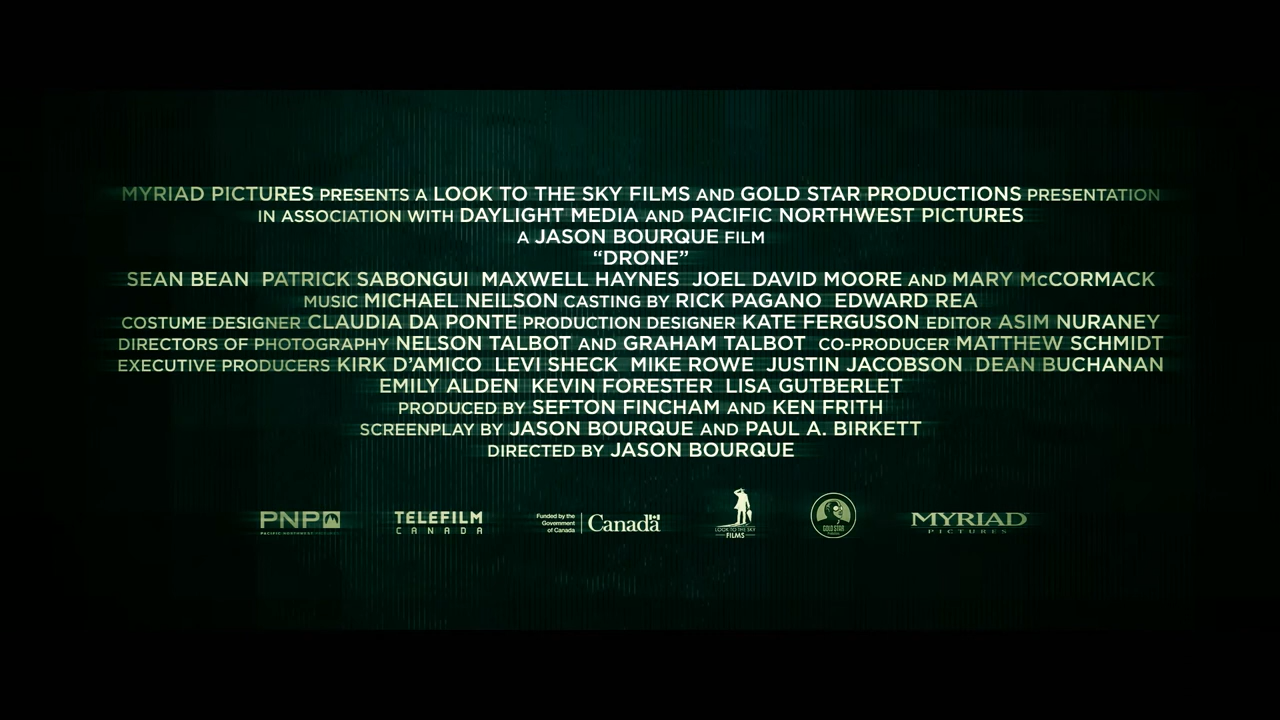 MYRIAD PICTURES PRESENTS A LOOK TO THE SKY FILMS AND GOLD STAR PRODUCTIONS PRESENTATION
IN ASSOCIATION WITH DAYLIGHT MEDIA AND PACIFIC NORTHWEST PICTURES
A JASON BOURQUE FILM
“DRONE”
SEAN BEAN PATRICK SABONGUI MAXWELL HAYNES JOEL DAVID MOORE AND MARY McCORMACK
MUSIC MICHAEL NEILSON CASTING BY RICK PAGANO EDWARD REA
COSTUME DESIGNER CLAUDIA DA PONTE PRODUCTION DESIGNER KATE FERGUSON EDITOR ASIM NURANEY
DIRECTORS OF PHOTOGRAPHY NELSON TALBOT AND GRAHAM TALBOT CO-PRODUCER MATTHEW SCHMIDT
EXECUTIVE PRODUCERS KIRK D’AMICO LEVI SHECK MIKE ROWE JUSTIN JACOBSON DEAN BUCHANAN
EMILY ALDEN KEVIN FORESTER LISA GUTBERLET
PRODUCED BY SEFTON FINCHAM AND KEN FRITH
SCREENPLAY BY JASON BOURQUE AND PAUL A. BIRKETT
DIRECTED BY JASON BOURQUE
PNP
PACIFIC NORTHWEST
TELEFILM
CANADA
Funded by the
Government
of Canada
Canada
LOOK TO THE SKY
FILMS
GOLD STAR
MYRIAD
PICTURES